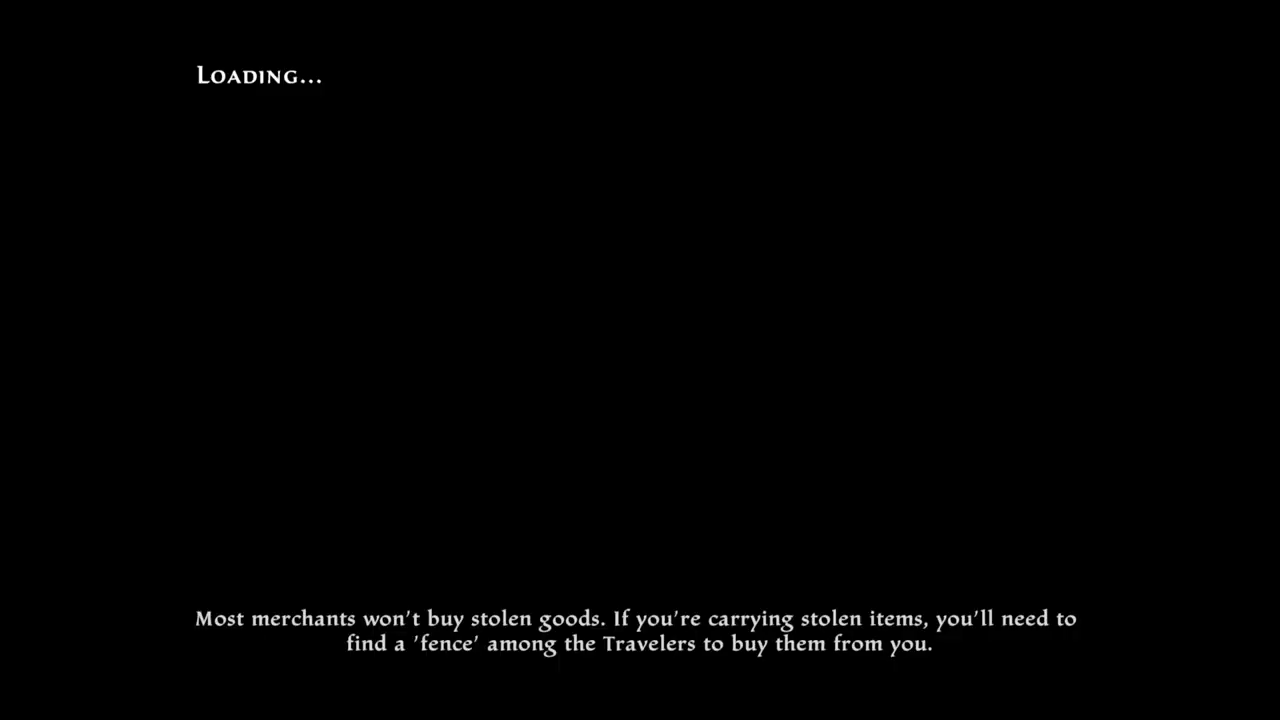 Loading...
Most merchants won't buy stolen goods. If you're carrying stolen items, you'll need to
find a 'fence' among the Travelers to buy them from you.